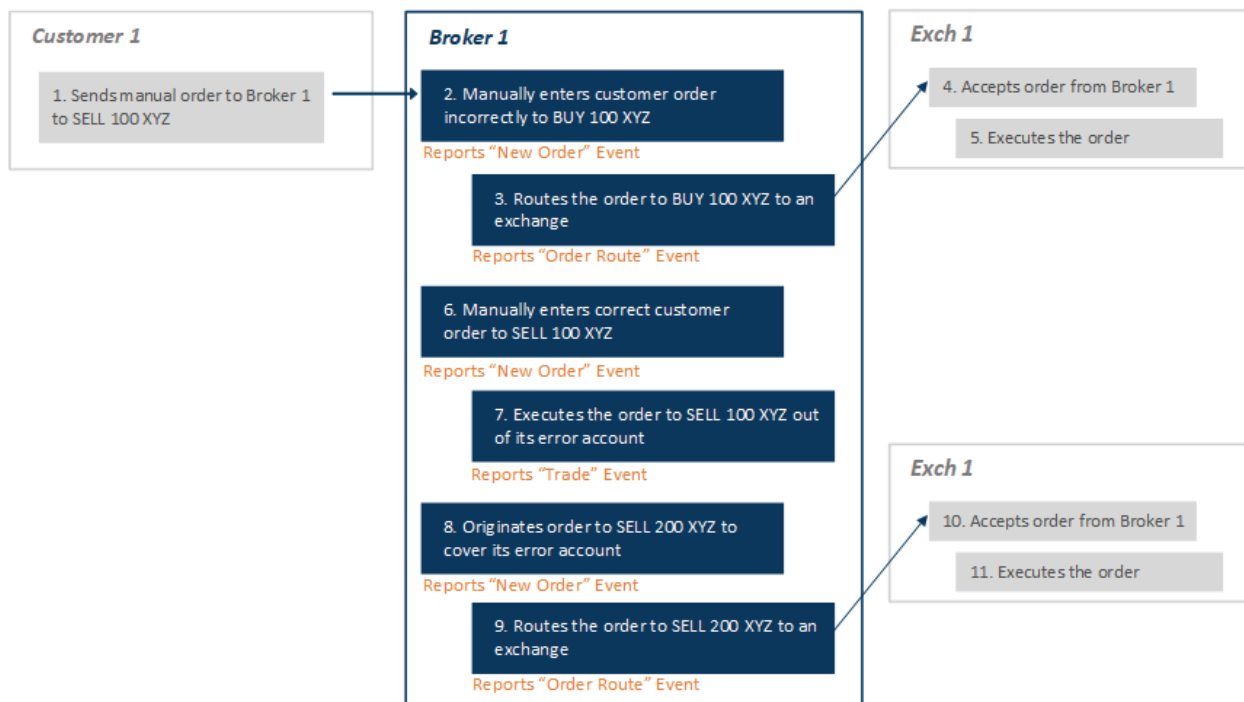 Customer 1
1. Sends manual order to Broker 1
to SELL 100 XYZ
Broker 1
2. Manually enters customer order
incorrectly to BUY 100 XYZ
Reports “New Order” Event
3. Routes the order to BUY 100 XYZ to an
exchange
Reports “Order Route” Event
Exch 1
4. Accepts order from Broker 1
5. Executes the order
6. Manually enters correct customer
order to SELL 100 XYZ
Reports “New Order” Event
7. Executes the order to SELL 100 XYZ out
of its error account
Reports “Trade” Event
8. Originates order to SELL 200 XYZ to
cover its error account
Reports “New Order” Event
9. Routes the order to SELL 200 XYZ to an
exchange
Reports “Order Route” Event
Exch 1
10. Accepts order from Broker 1
11. Executes the order